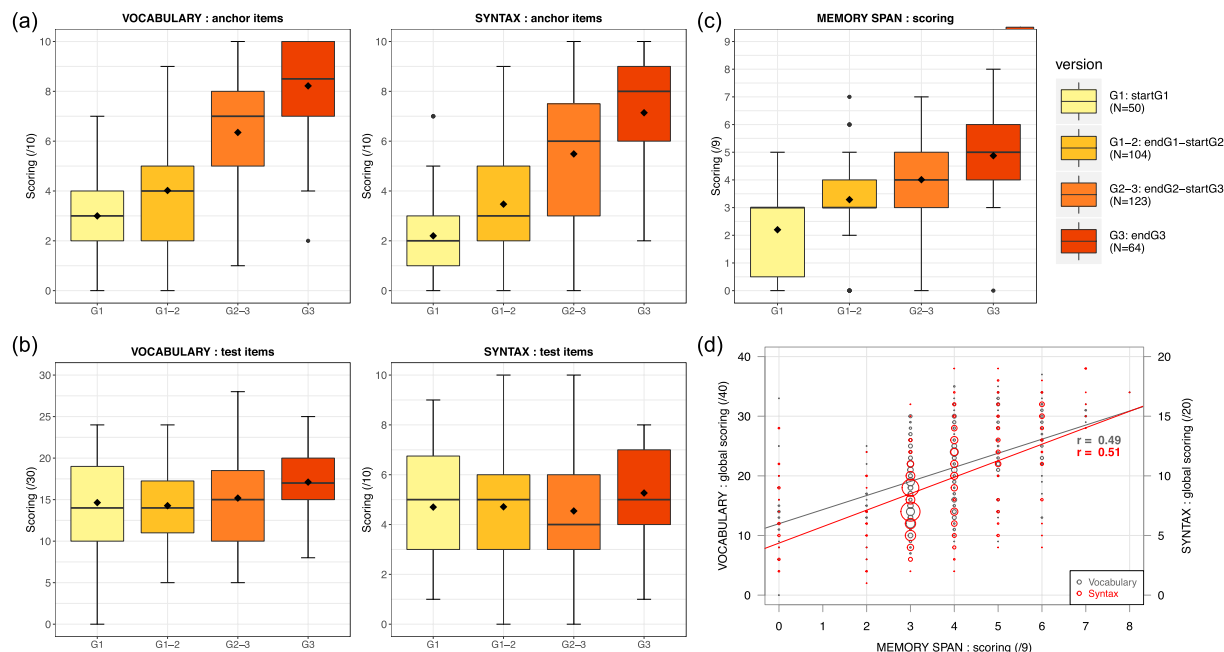 (a)
VOCABULARY : anchor items
Scoring (/10)
10
8
6
4
2
0
G1
G1–2
G2–3
G3
SYNTAX : anchor items
Scoring (/10)
10
8
6
4
2
0
G1
G1–2
G2–3
G3
(c)
MEMORY SPAN : scoring
Scoring (/9)
9
8
7
6
5
4
3
2
1
0
G1
G1–2
G2–3
G3
version
G1: startG1
(N=50)
G1–2: endG1–startG2
(N=104)
G2–3: endG2–startG3
(N=123)
G3: endG3
(N=64)
(b)
VOCABULARY : test items
Scoring (/30)
30
25
20
15
10
5
0
G1
G1–2
G2–3
G3
SYNTAX : test items
Scoring (/10)
10
8
6
4
2
0
G1
G1–2
G2–3
G3
(d)
VOCABULARY : global scoring (/40)
40
30
20
10
0
r = 0.49
r = 0.51
Vocabulary
Syntax
20
15
10
5
0
SYNTAX : global scoring (/20)
0 1 2 3 4 5 6 7 8
MEMORY SPAN : scoring (/9)